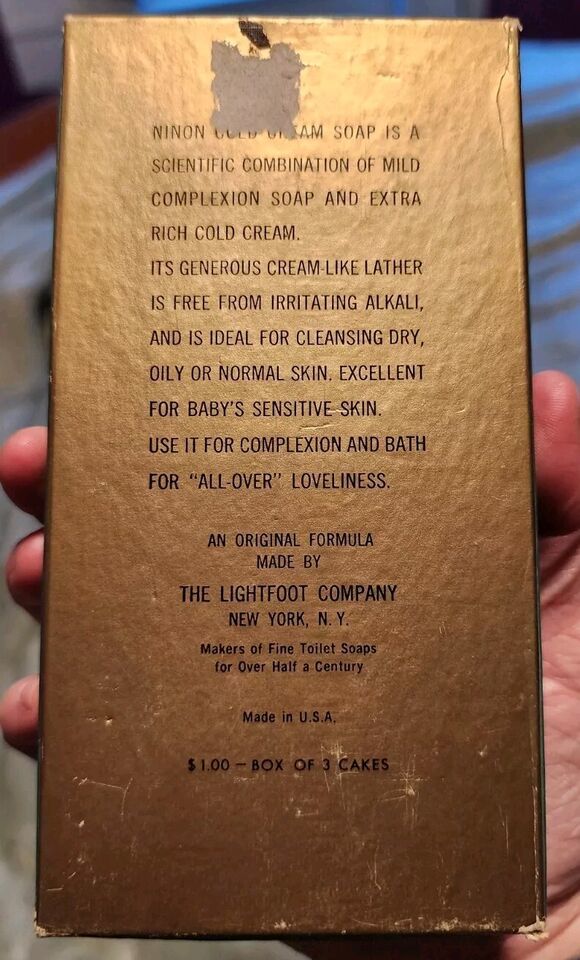 NINON COLD CREAM SOAP IS A
SCIENTIFIC COMBINATION OF MILD
COMPLEXION SOAP AND EXTRA
RICH COLD CREAM.
ITS GENEROUS CREAM-LIKE LATHER
IS FREE FROM IRRITATING ALKALI,
AND IS IDEAL FOR CLEANSING DRY,
OILY OR NORMAL SKIN. EXCELLENT
FOR BABY'S SENSITIVE SKIN.
USE IT FOR COMPLEXION AND BATH
FOR "ALL-OVER" LOVELINESS.
AN ORIGINAL FORMULA
MADE BY
THE LIGHTFOOT COMPANY
NEW YORK, N.Y.
Makers of Fine Toilet Soaps
for Over Half a Century
Made in U.S.A.
$1.00 — BOX OF 3 CAKES